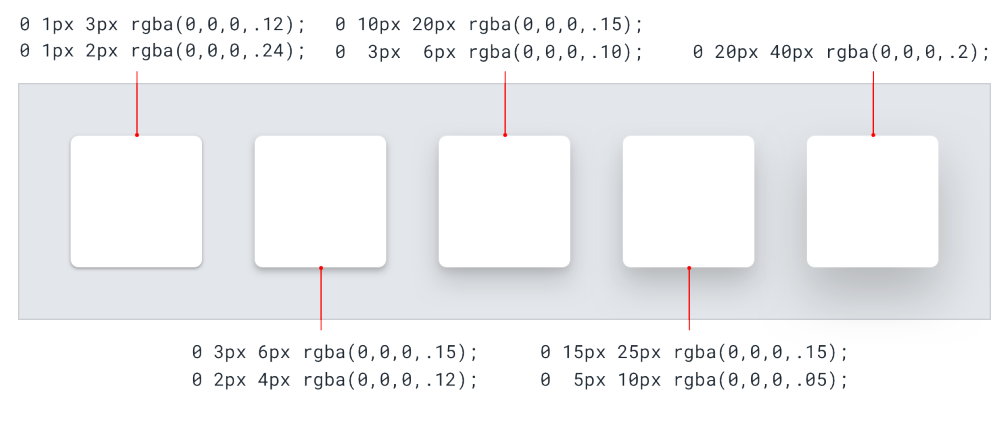 0 1px 3px rgba(0,0,0,.12);
0 1px 2px rgba(0,0,0,.24);
0 10px 20px rgba(0,0,0,.15);
0  3px  6px rgba(0,0,0,.10);
0 20px 40px rgba(0,0,0,.2);
0 3px 6px rgba(0,0,0,.15);
0 2px 4px rgba(0,0,0,.12);
0 15px 25px rgba(0,0,0,.15);
0  5px 10px rgba(0,0,0,.05);